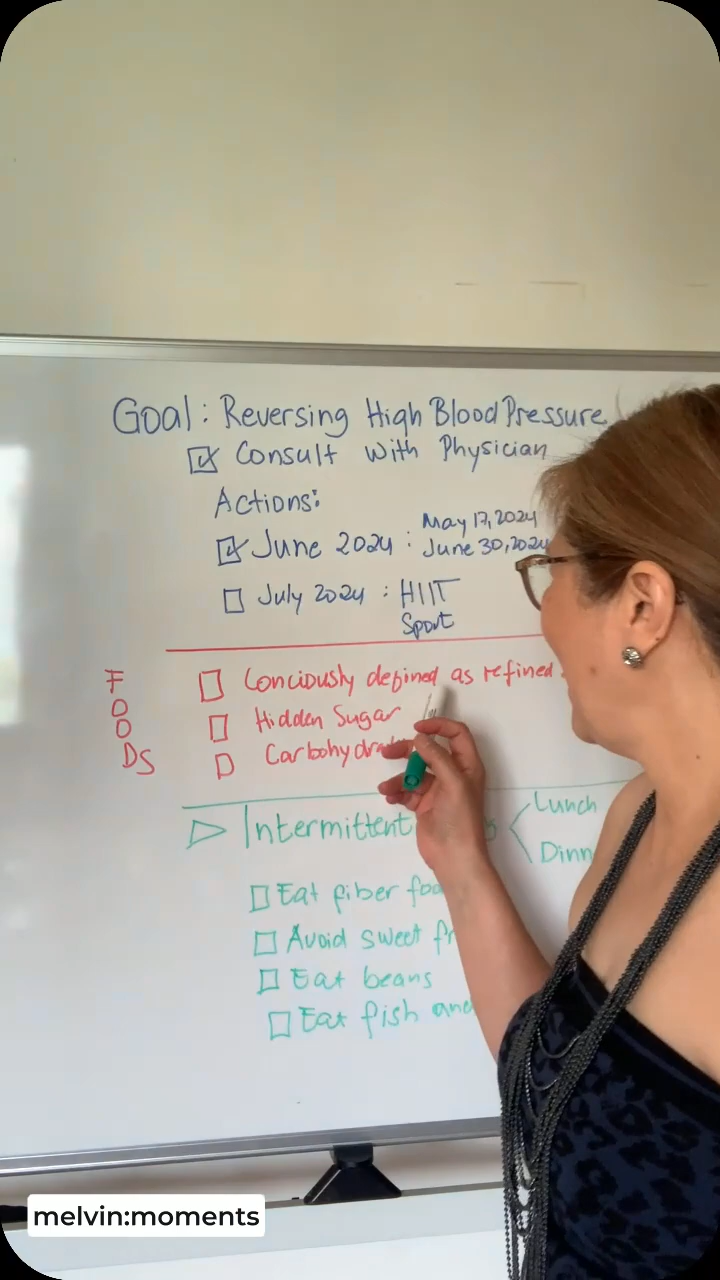 Goal: Reversing High Blood Pressure
Consult with Physician
Actions:
June 2024 : May 17, 2024
June 30, 2024
July 2024 : HIIT
Sport
FOODS
Conciously defined as refined
Hidden Sugar
Intermittent
Lunch
Eat fiber
Avoid sweet
Eat beans
Eat fish and
melvin:moments